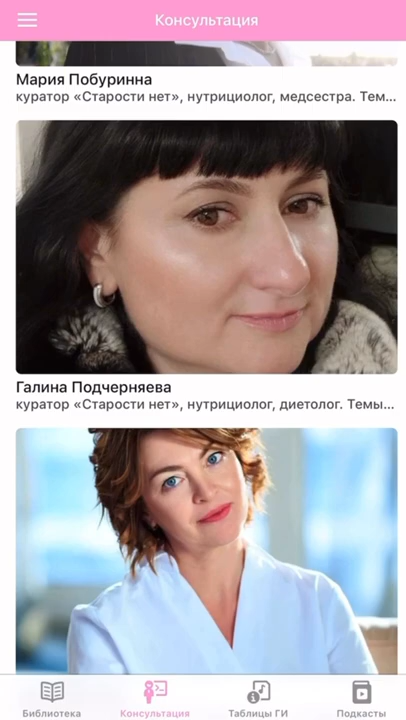 Консультация
Мария Побуринна
куратор «Старости нет», нутрициолог, медсестра. Тем...
Галина Подчерняева
куратор «Старости нет», нутрициолог, диетолог. Темы...
Библиотека
Консультация
Таблицы ГИ
Подкасты